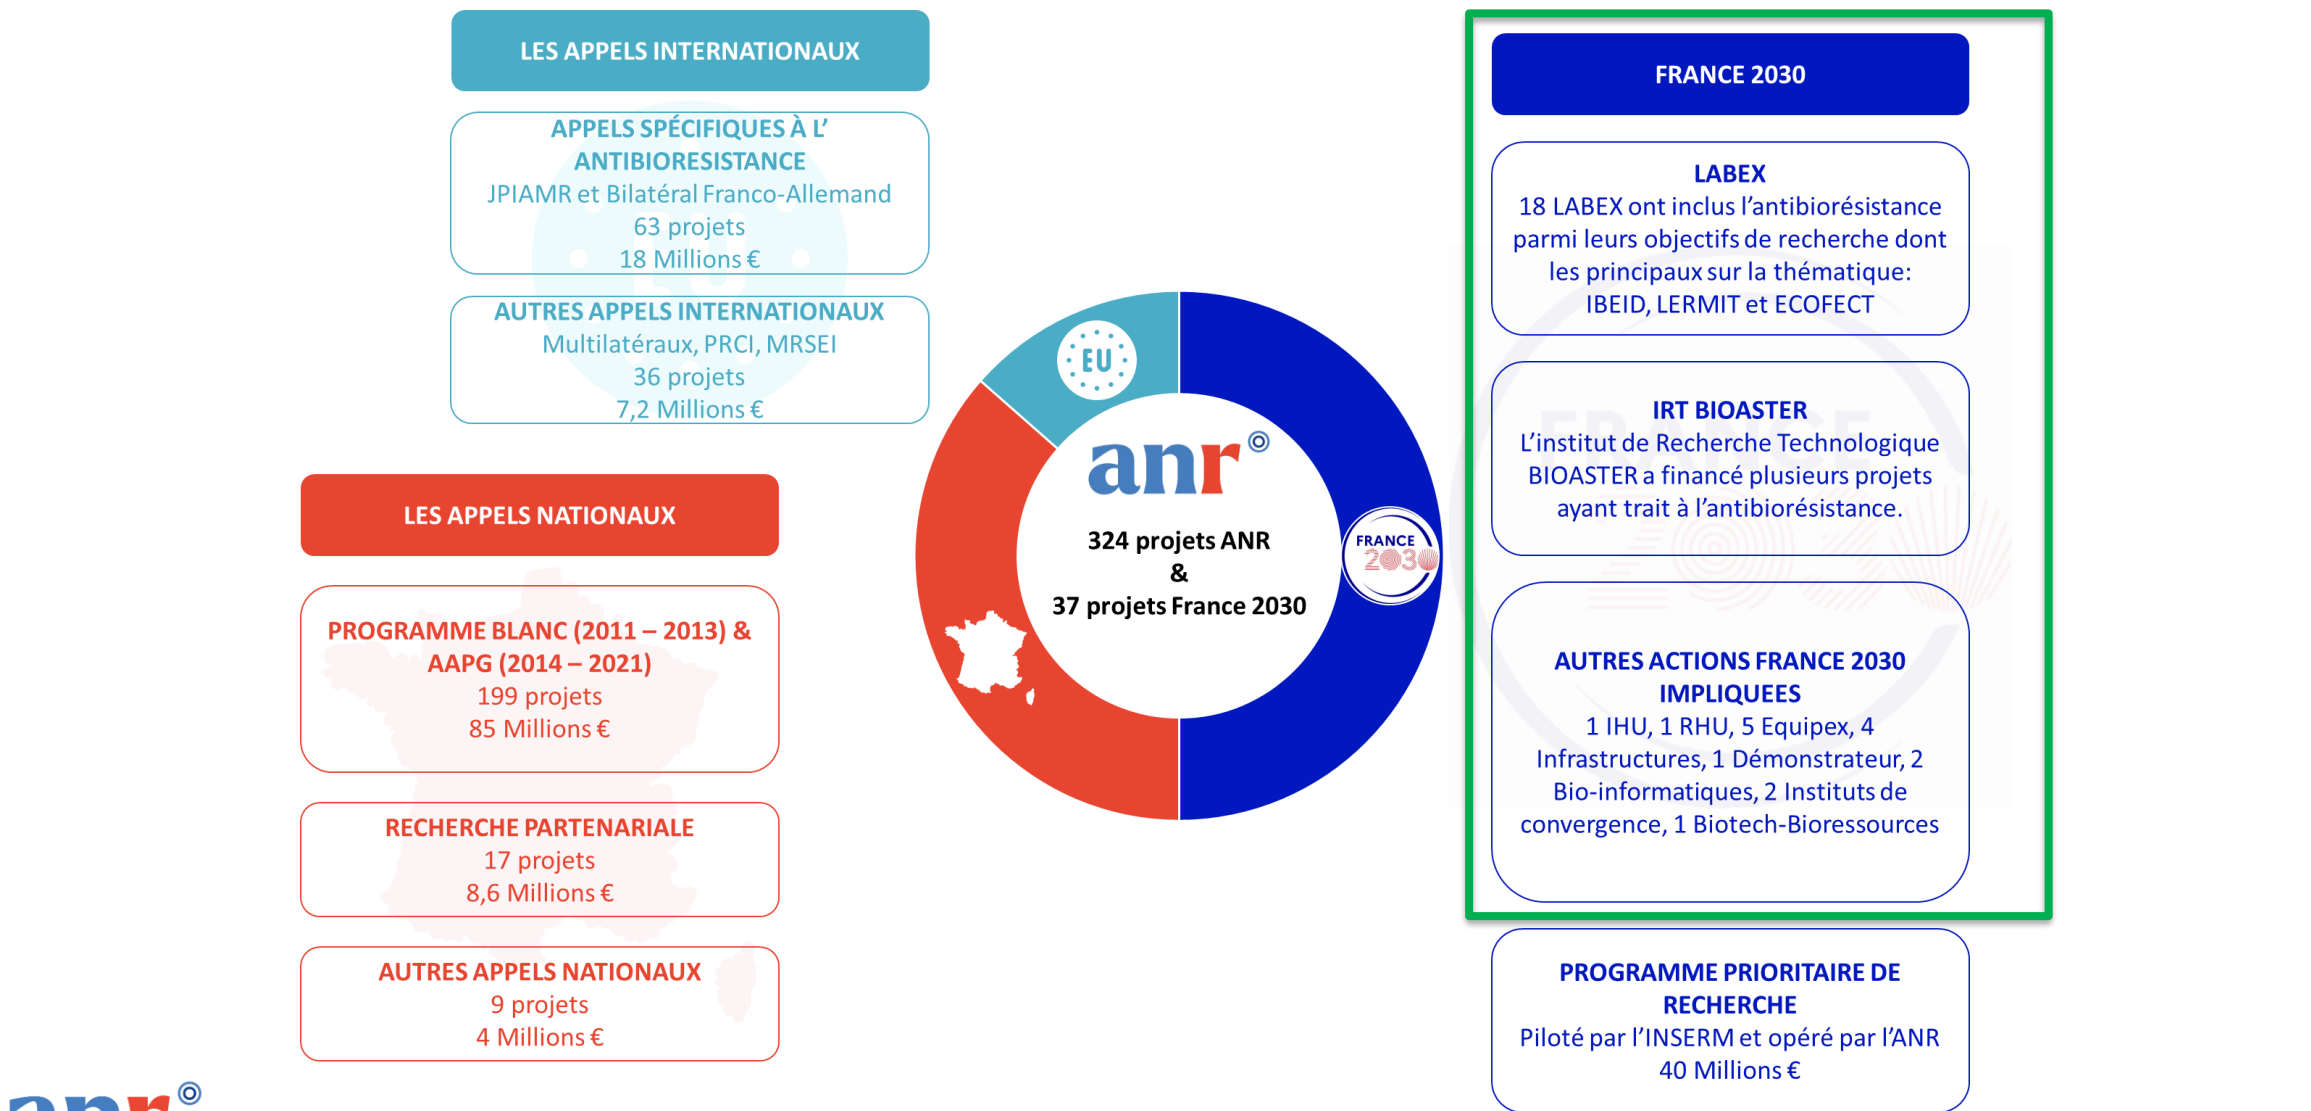 LES APPELS INTERNATIONAUX
APPELS SPÉCIFIQUES À L’
ANTIBIORESISTANCE
JPIAMR et Bilatéral Franco-Allemand
63 projets
18 Millions €
AUTRES APPELS INTERNATIONAUX
Multilatéraux, PRCI, MRSEI
36 projets
7,2 Millions €
LES APPELS NATIONAUX
PROGRAMME BLANC (2011 – 2013) &
AAPG (2014 – 2021)
199 projets
85 Millions €
RECHERCHE PARTENARIALE
17 projets
8,6 Millions €
AUTRES APPELS NATIONAUX
9 projets
4 Millions €
EU
anr
324 projets ANR
&
37 projets France 2030
FRANCE
2030
FRANCE 2030
LABEX
18 LABEX ont inclus l’antibiorésistance
parmi leurs objectifs de recherche dont
les principaux sur la thématique:
IBEID, LERMIT et ECOFECT
IRT BIOASTER
L’institut de Recherche Technologique
BIOASTER a financé plusieurs projets
ayant trait à l’antibiorésistance.
AUTRES ACTIONS FRANCE 2030
IMPLIQUEES
1 IHU, 1 RHU, 5 Equipex, 4
Infrastructures, 1 Démonstrateur, 2
Bio-informatiques, 2 Instituts de
convergence, 1 Biotech-Bioressources
PROGRAMME PRIORITAIRE DE
RECHERCHE
Piloté par l’INSERM et opéré par l’ANR
40 Millions €
anr
EU
FRANCE
2030